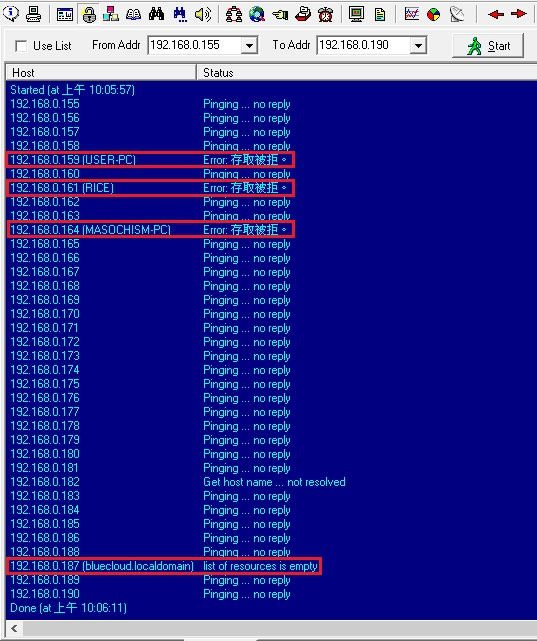 Use List From Addr 192.168.0.155 To Addr 192.168.0.190 Start
Host Status
Started (at 上午 10:05:57)
192.168.0.155 Pinging ... no reply
192.168.0.156 Pinging ... no reply
192.168.0.157 Pinging ... no reply
192.168.0.158 Pinging ... no reply
192.168.0.159 (USER-PC) Error: 存取被拒。
192.168.0.160 Pinging ... no reply
192.168.0.161 (RICE) Error: 存取被拒。
192.168.0.162 Pinging ... no reply
192.168.0.163 Pinging ... no reply
192.168.0.164 (MASOCHISM-PC) Error: 存取被拒。
192.168.0.165 Pinging ... no reply
192.168.0.166 Pinging ... no reply
192.168.0.167 Pinging ... no reply
192.168.0.168 Pinging ... no reply
192.168.0.169 Pinging ... no reply
192.168.0.170 Pinging ... no reply
192.168.0.171 Pinging ... no reply
192.168.0.172 Pinging ... no reply
192.168.0.173 Pinging ... no reply
192.168.0.174 Pinging ... no reply
192.168.0.175 Pinging ... no reply
192.168.0.176 Pinging ... no reply
192.168.0.177 Pinging ... no reply
192.168.0.178 Pinging ... no reply
192.168.0.179 Pinging ... no reply
192.168.0.180 Pinging ... no reply
192.168.0.181 Pinging ... no reply
192.168.0.182 Get host name ... not resolved
192.168.0.183 Pinging ... no reply
192.168.0.184 Pinging ... no reply
192.168.0.185 Pinging ... no reply
192.168.0.186 Pinging ... no reply
192.168.0.188 Pinging ... no reply
192.168.0.187 (bluecloud.localdomain) list of resources is empty
192.168.0.189 Pinging ... no reply
192.168.0.190 Pinging ... no reply
Done (at 上午 10:06:11)